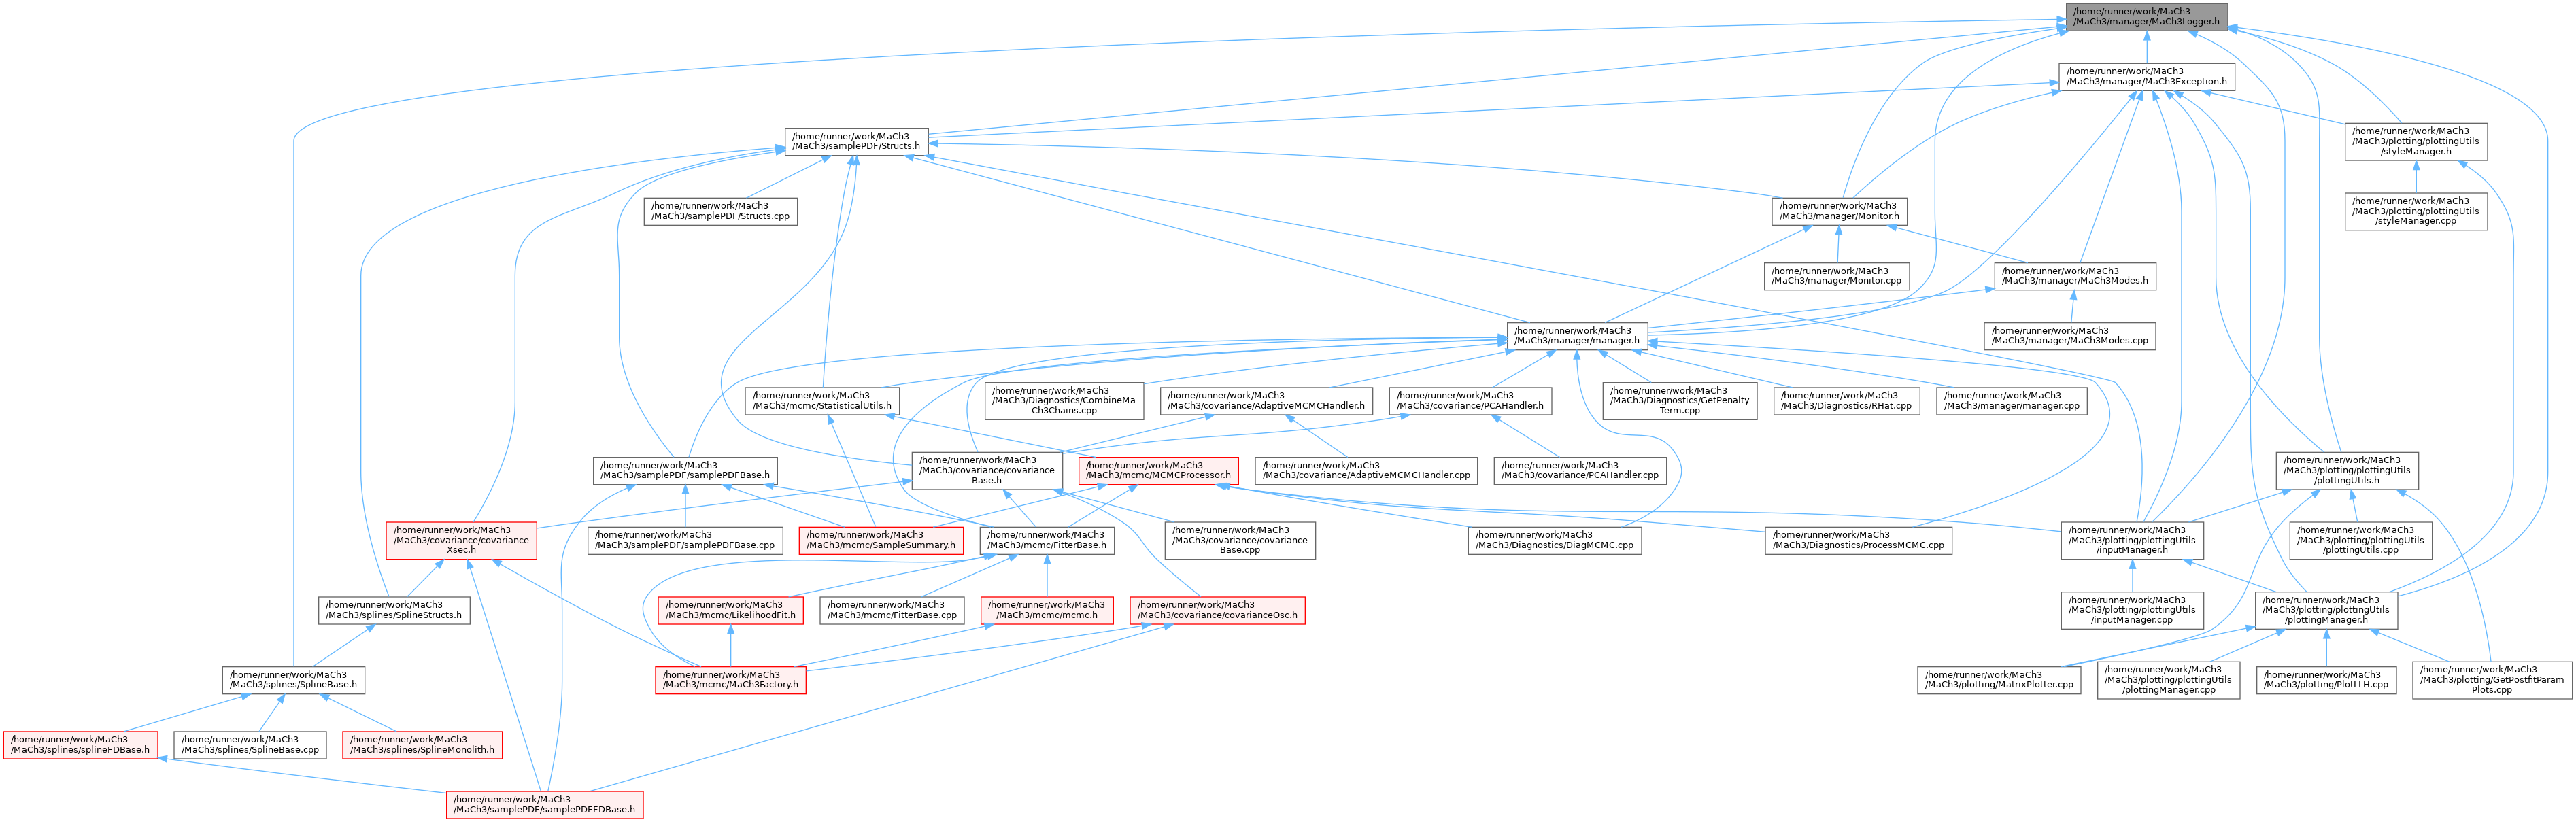 /home/runner/work/MaCh3
/MaCh3/manager/MaCh3Logger.h
/home/runner/work/MaCh3
/MaCh3/manager/MaCh3Exception.h
/home/runner/work/MaCh3
/MaCh3/samplePDF/Structs.h
/home/runner/work/MaCh3
/MaCh3/plotting/plottingUtils
/styleManager.h
/home/runner/work/MaCh3
/MaCh3/samplePDF/Structs.cpp
/home/runner/work/MaCh3
/MaCh3/manager/Monitor.h
/home/runner/work/MaCh3
/MaCh3/plotting/plottingUtils
/styleManager.cpp
/home/runner/work/MaCh3
/MaCh3/manager/Monitor.cpp
/home/runner/work/MaCh3
/MaCh3/manager/MaCh3Modes.h
/home/runner/work/MaCh3
/MaCh3/manager/manager.h
/home/runner/work/MaCh3
/MaCh3/manager/MaCh3Modes.cpp
/home/runner/work/MaCh3
/MaCh3/mcmc/StatisticalUtils.h
/home/runner/work/MaCh3
/MaCh3/Diagnostics/CombineMa
Ch3Chains.cpp
/home/runner/work/MaCh3
/MaCh3/covariance/AdaptiveMCMCHandler.h
/home/runner/work/MaCh3
/MaCh3/covariance/PCAHandler.h
/home/runner/work/MaCh3
/MaCh3/Diagnostics/GetPenalty
Term.cpp
/home/runner/work/MaCh3
/MaCh3/Diagnostics/RHat.cpp
/home/runner/work/MaCh3
/MaCh3/manager/manager.cpp
/home/runner/work/MaCh3
/MaCh3/samplePDF/samplePDFBase.h
/home/runner/work/MaCh3
/MaCh3/covariance/covariance
Base.h
/home/runner/work/MaCh3
/MaCh3/mcmc/MCMCProcessor.h
/home/runner/work/MaCh3
/MaCh3/covariance/AdaptiveMCMCHandler.cpp
/home/runner/work/MaCh3
/MaCh3/covariance/PCAHandler.cpp
/home/runner/work/MaCh3
/MaCh3/plotting/plottingUtils
/plottingUtils.h
/home/runner/work/MaCh3
/MaCh3/covariance/covariance
Xsec.h
/home/runner/work/MaCh3
/MaCh3/samplePDF/samplePDFBase.cpp
/home/runner/work/MaCh3
/MaCh3/mcmc/SampleSummary.h
/home/runner/work/MaCh3
/MaCh3/mcmc/FitterBase.h
/home/runner/work/MaCh3
/MaCh3/covariance/covariance
Base.cpp
/home/runner/work/MaCh3
/MaCh3/Diagnostics/DiagMCMC.cpp
/home/runner/work/MaCh3
/MaCh3/Diagnostics/ProcessMCMC.cpp
/home/runner/work/MaCh3
/MaCh3/plotting/plottingUtils
/inputManager.h
/home/runner/work/MaCh3
/MaCh3/plotting/plottingUtils
/plottingUtils.cpp
/home/runner/work/MaCh3
/MaCh3/splines/SplineStructs.h
/home/runner/work/MaCh3
/MaCh3/mcmc/LikelihoodFit.h
/home/runner/work/MaCh3
/MaCh3/mcmc/FitterBase.cpp
/home/runner/work/MaCh3
/MaCh3/mcmc/mcmc.h
/home/runner/work/MaCh3
/MaCh3/covariance/covarianceOsc.h
/home/runner/work/MaCh3
/MaCh3/plotting/plottingUtils
/inputManager.cpp
/home/runner/work/MaCh3
/MaCh3/plotting/plottingUtils
/plottingManager.h
/home/runner/work/MaCh3
/MaCh3/splines/SplineBase.h
/home/runner/work/MaCh3
/MaCh3/mcmc/MaCh3Factory.h
/home/runner/work/MaCh3
/MaCh3/plotting/MatrixPlotter.cpp
/home/runner/work/MaCh3
/MaCh3/plotting/plottingUtils
/plottingManager.cpp
/home/runner/work/MaCh3
/MaCh3/plotting/PlotLLH.cpp
/home/runner/work/MaCh3
/MaCh3/plotting/GetPostfitParam
Plots.cpp
/home/runner/work/MaCh3
/MaCh3/splines/splineFDBase.h
/home/runner/work/MaCh3
/MaCh3/splines/SplineBase.cpp
/home/runner/work/MaCh3
/MaCh3/splines/SplineMonolith.h
/home/runner/work/MaCh3
/MaCh3/samplePDF/samplePDFFDBase.h